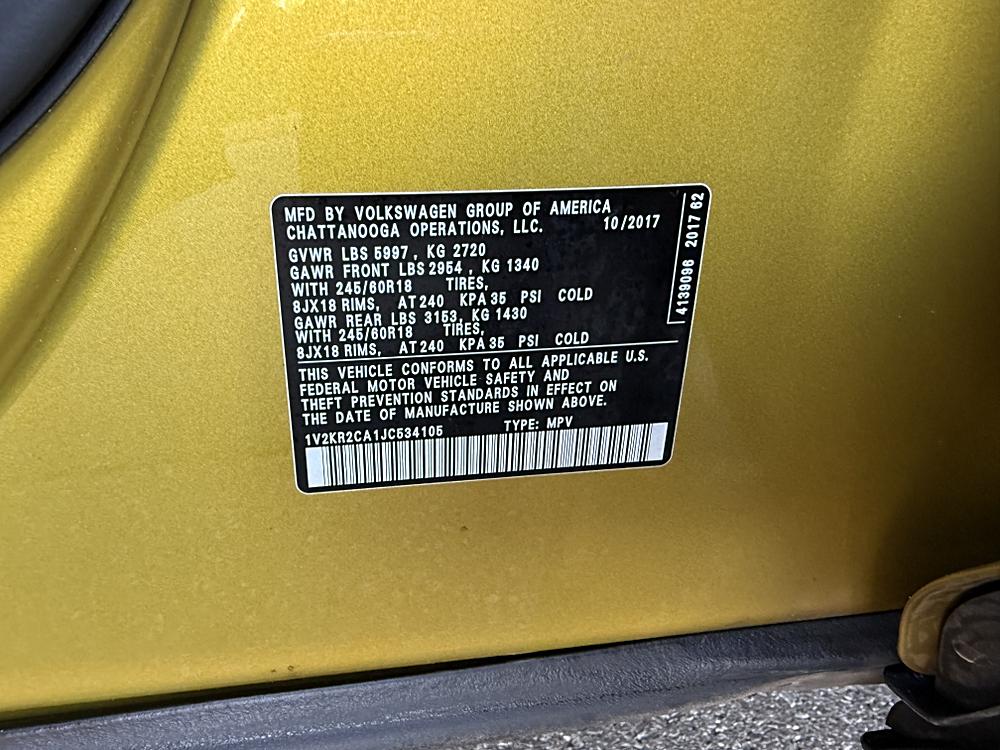 MFD BY VOLKSWAGEN GROUP OF AMERICA
CHATTANOOGA OPERATIONS, LLC. 10/2017
GVWR LBS 5997, KG 2720
GAWR FRONT LBS 2954, KG 1340
WITH 245/60R18 TIRES,
8JX18 RIMS, AT 240 KPA 35 PSI COLD
GAWR REAR LBS 3153, KG 1430
WITH 245/60R18 TIRES,
8JX18 RIMS, AT 240 KPA 35 PSI COLD
THIS VEHICLE CONFORMS TO ALL APPLICABLE U.S.
FEDERAL MOTOR VEHICLE SAFETY AND
THEFT PREVENTION STANDARDS IN EFFECT ON
THE DATE OF MANUFACTURE SHOWN ABOVE.
1V2KR2CA1JC534105 TYPE: MPV
4139096 2017 62